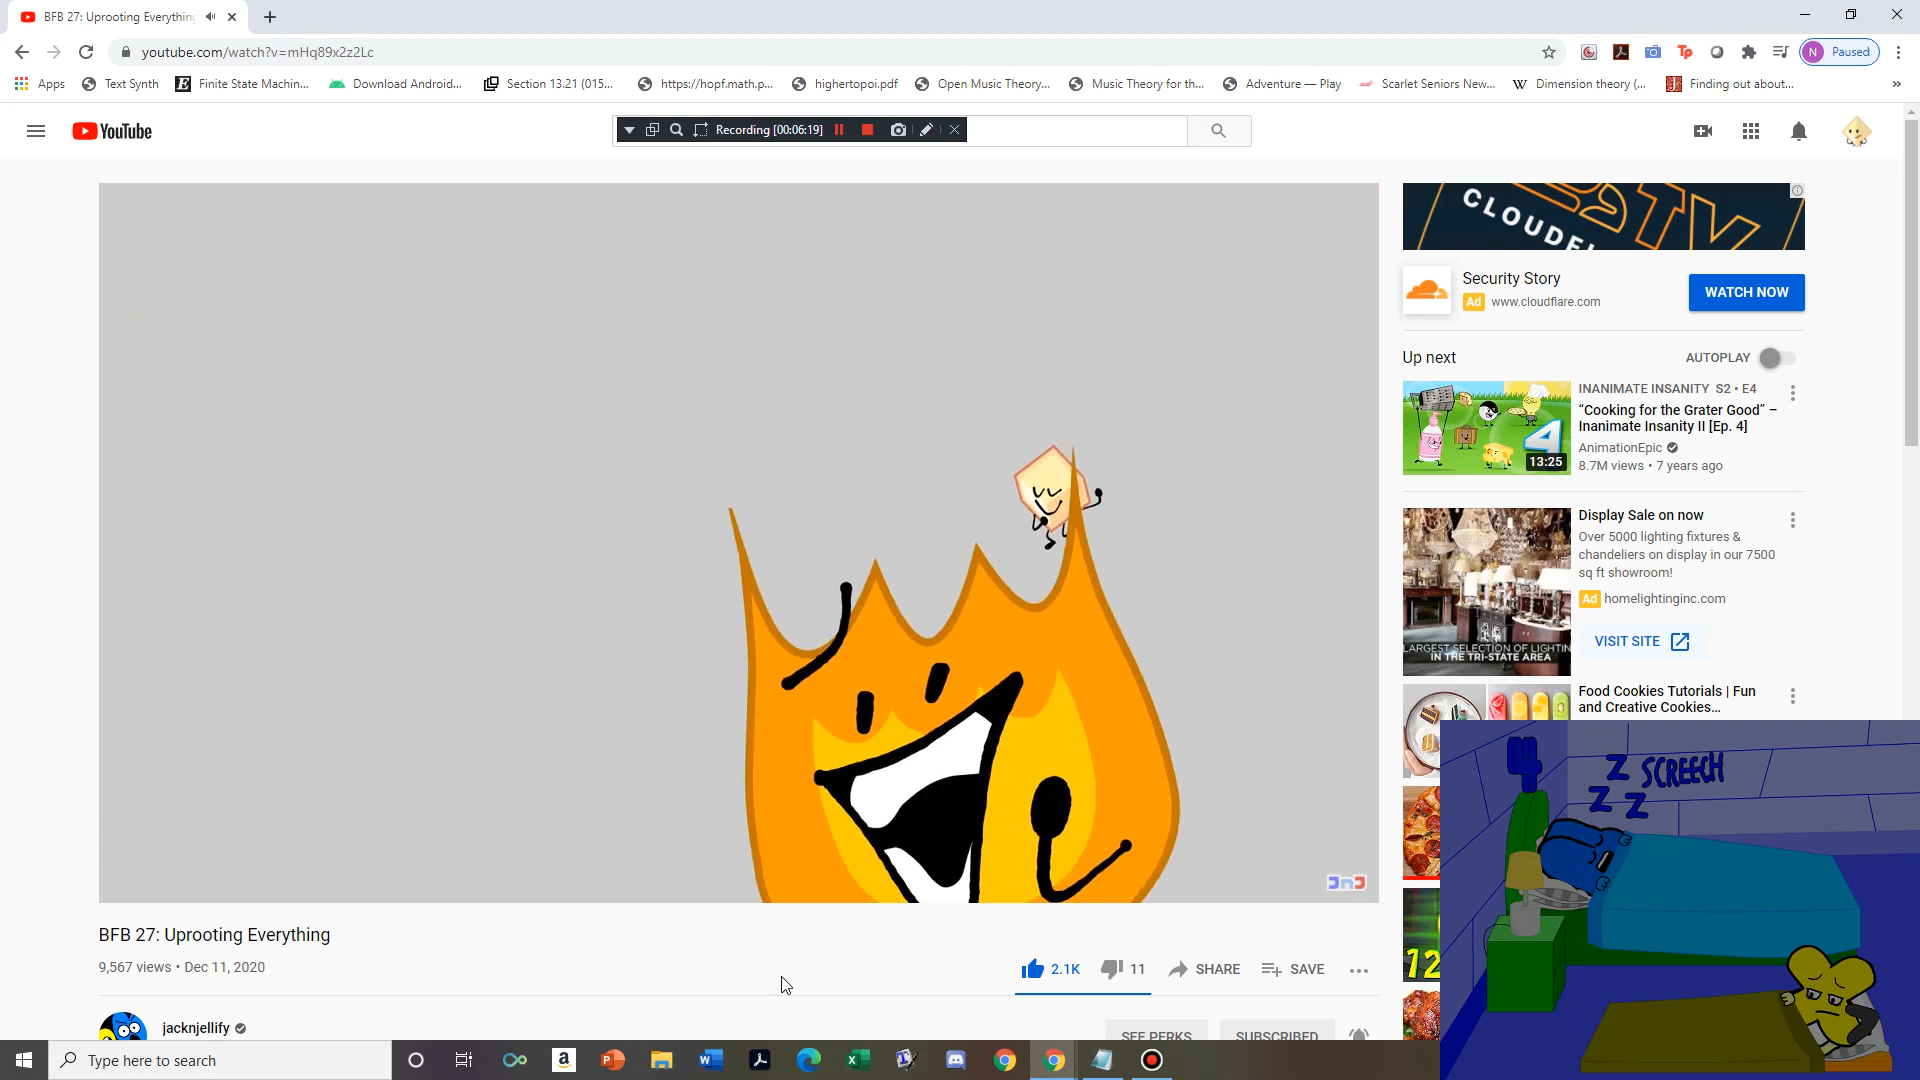 BFB 27: Uprooting Everything
youtube.com/watch?v=mHq89x2z2Lc
Paused
N
Apps
Text Synth
Finite State Machin...
Download Android...
Section 13.21 (015...
https://hopf.math.p...
highertopoi.pdf
Open Music Theory...
Music Theory for th...
Adventure — Play
Scarlet Seniors New...
Dimension theory (...
Finding out about...
YouTube
Recording [00:06:19]
CLOUDFL
TV
Security Story
Ad www.cloudflare.com
WATCH NOW
Up next
AUTOPLAY
INANIMATE INSANITY S2 • E4
“Cooking for the Grater Good” –
Inanimate Insanity II [Ep. 4]
AnimationEpic
8.7M views • 7 years ago
4
13:25
Display Sale on now
Over 5000 lighting fixtures &
chandeliers on display in our 7500
sq ft showroom!
Ad homelightinginc.com
VISIT SITE
LARGEST SELECTION OF LIGHTIN
IN THE TRI-STATE AREA
Food Cookies Tutorials | Fun
and Creative Cookies...
4
Z SCREECH
Z Z
12
JnJ
BFB 27: Uprooting Everything
9,567 views • Dec 11, 2020
2.1K
11
SHARE
SAVE
jacknjellify
SEE PERKS
SUBSCRIBED
Type here to search